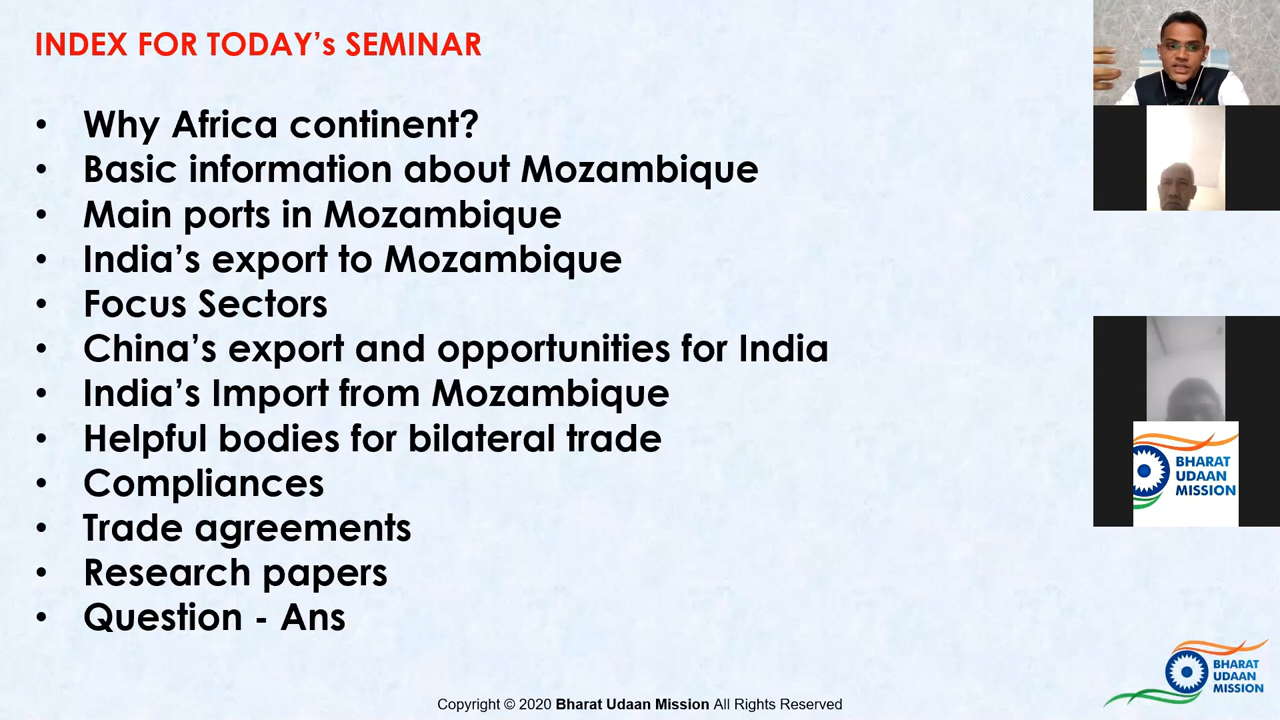 INDEX FOR TODAY's SEMINAR
• Why Africa continent?
• Basic information about Mozambique
• Main ports in Mozambique
• India's export to Mozambique
• Focus Sectors
• China's export and opportunities for India
• India's Import from Mozambique
• Helpful bodies for bilateral trade
• Compliances
• Trade agreements
• Research papers
• Question - Ans
BHARAT
UDAAN
MISSION
BHARAT
UDAAN
MISSION
Copyright © 2020 Bharat Udaan Mission All Rights Reserved